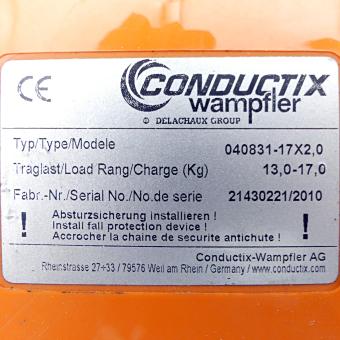 CE
CONDUCTIX
wampfler
© DELACHAUX GROUP
Typ/Type/Modele 040831-17X2,0
Traglast/Load Rang/Charge (Kg) 13,0-17,0
Fabr.-Nr./Serial No./No.de serie 21430221/2010
! Absturzsicherung installieren ! !
Install fall protection device !
Accrocher la chaine de securite antichute-!
Conductix-Wampfler AG
Rheinstrasse 27+33 / 79576 Weil am Rhein / Germany / www.conductix.com